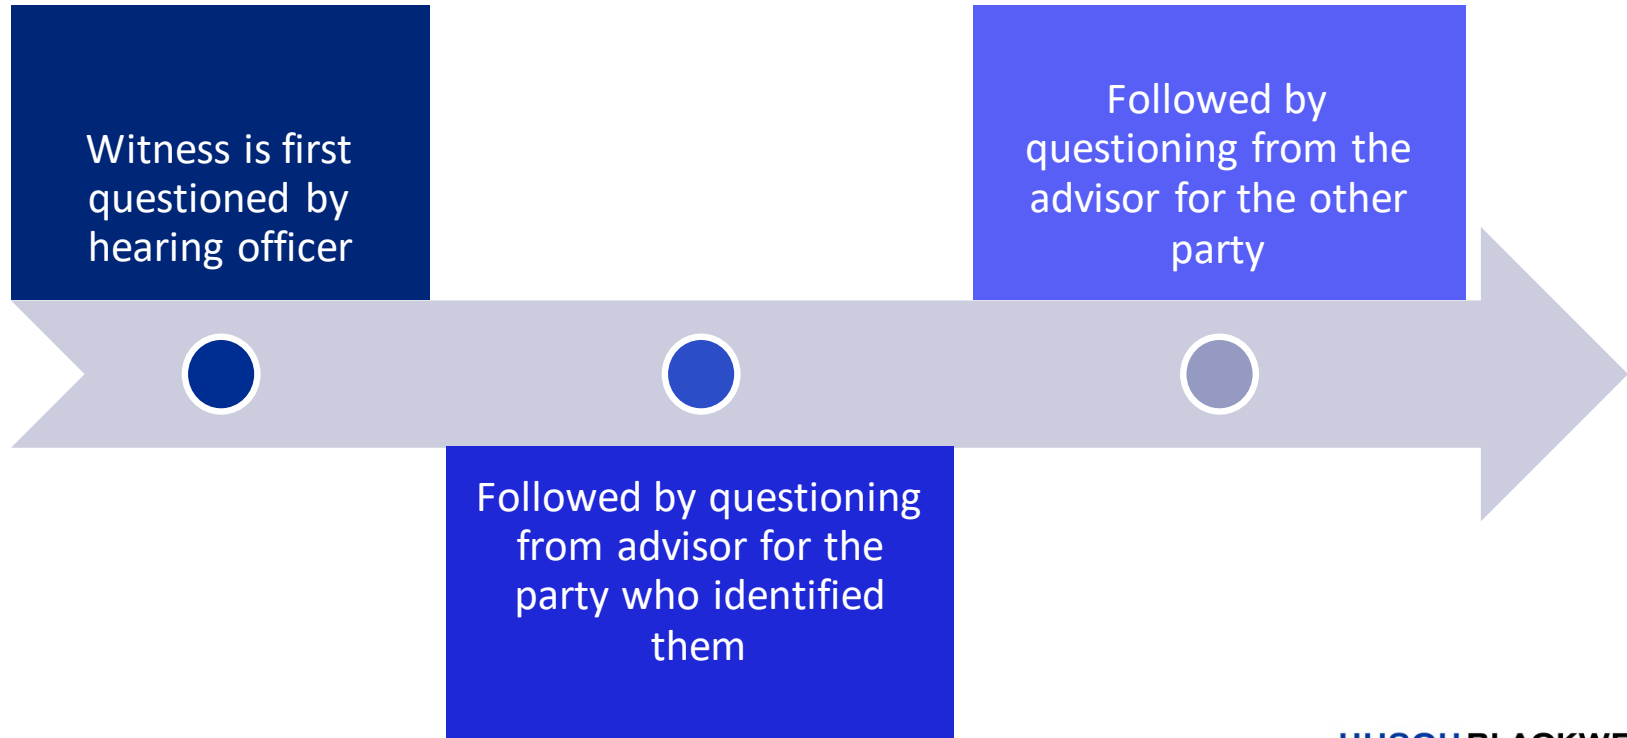 Witness is first
questioned by
hearing officer
Followed by questioning
from advisor for the
party who identified
them
Followed by
questioning from the
advisor for the other
party